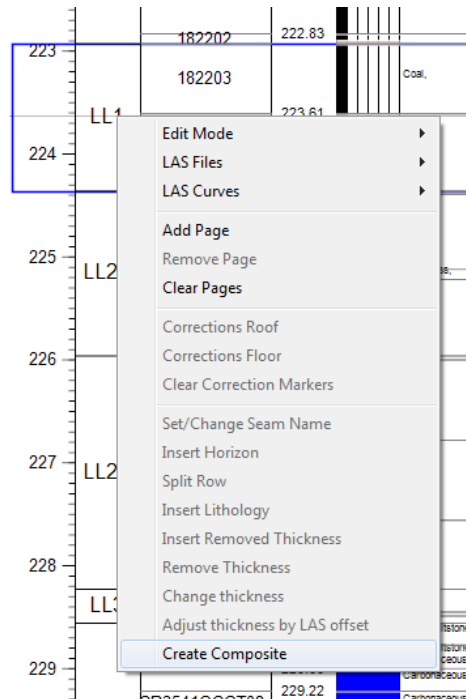 182202
222.83
223
182203
Coal,
LL1
223.61
Edit Mode
224
LAS Files
LAS Curves
Add Page
225
Remove Page
LL2
Clear Pages
Corrections Roof
226
Corrections Floor
Clear Correction Markers
Set/Change Seam Name
Insert Horizon
227
LL2
Split Row
Insert Lithology
Insert Removed Thickness
228
Remove Thickness
Change thickness
LL3
Adjust thickness by LAS offset
Create Composite
229
Carbonaceous
229.22
Carbonaceous